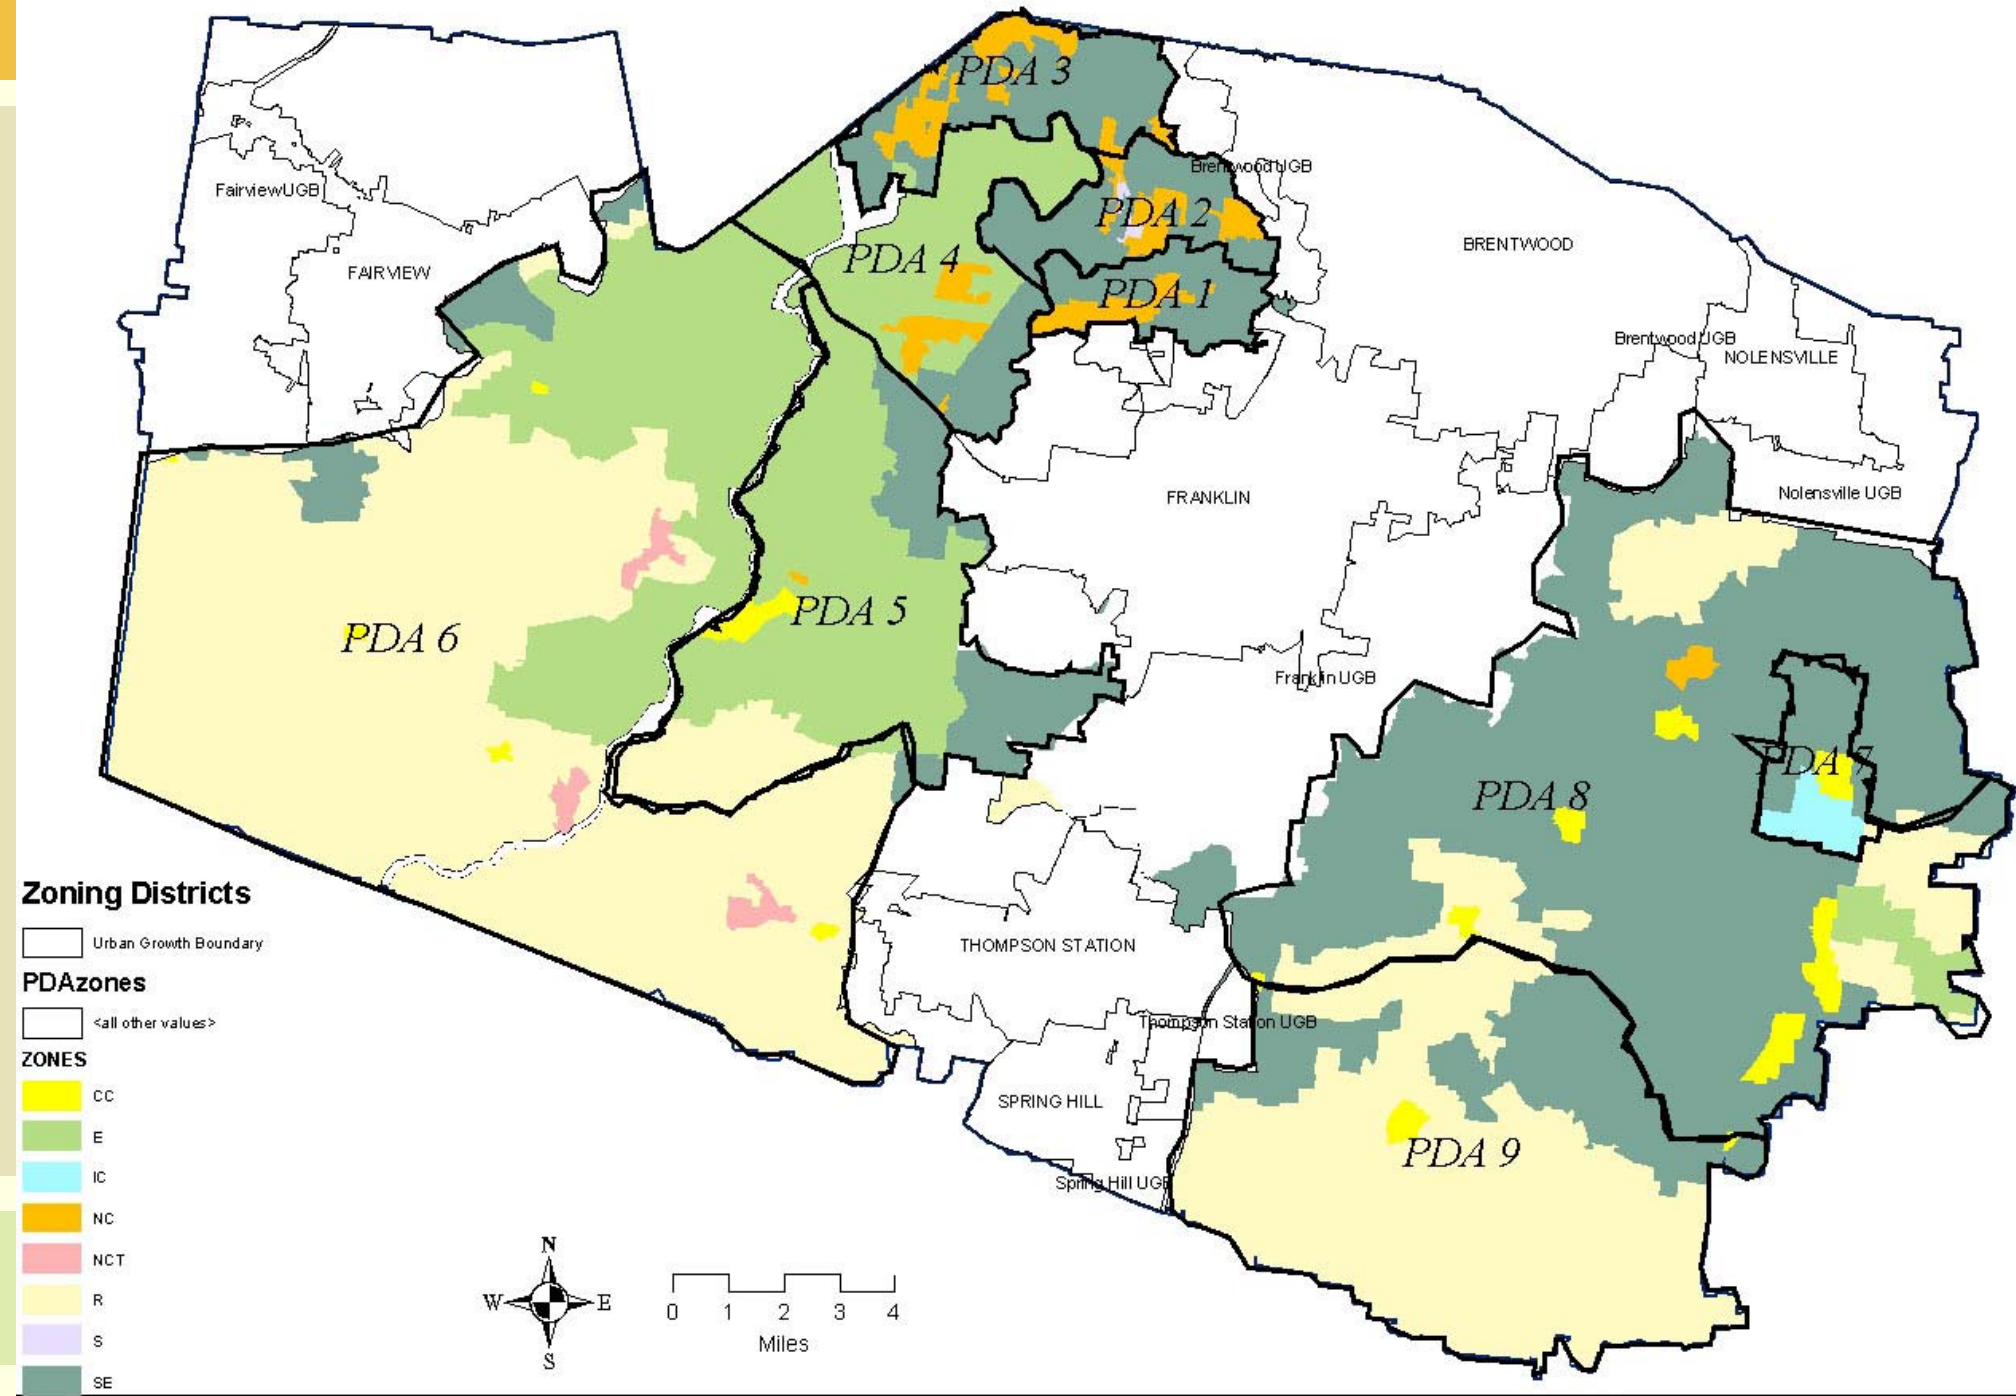 PDA 3
Brentwood UGB
FairviewUGB
PDA 2
FAIRVIEW
PDA 4
BRENTWOOD
PDA 1
Brentwood UGB
NOLENSVILLE
FRANKLIN
Nolensville UGB
PDA 6
PDA 5
Franklin UGB
PDA 7
PDA 8
THOMPSON STATION
Thompson Station UGB
SPRING HILL
PDA 9
Spring Hill UGB
Zoning Districts
Urban Growth Boundary
PDAzones
<all other values>
ZONES
CC
E
IC
NC
NCT
R
S
SE
N
W E
S
0 1 2 3 4
Miles